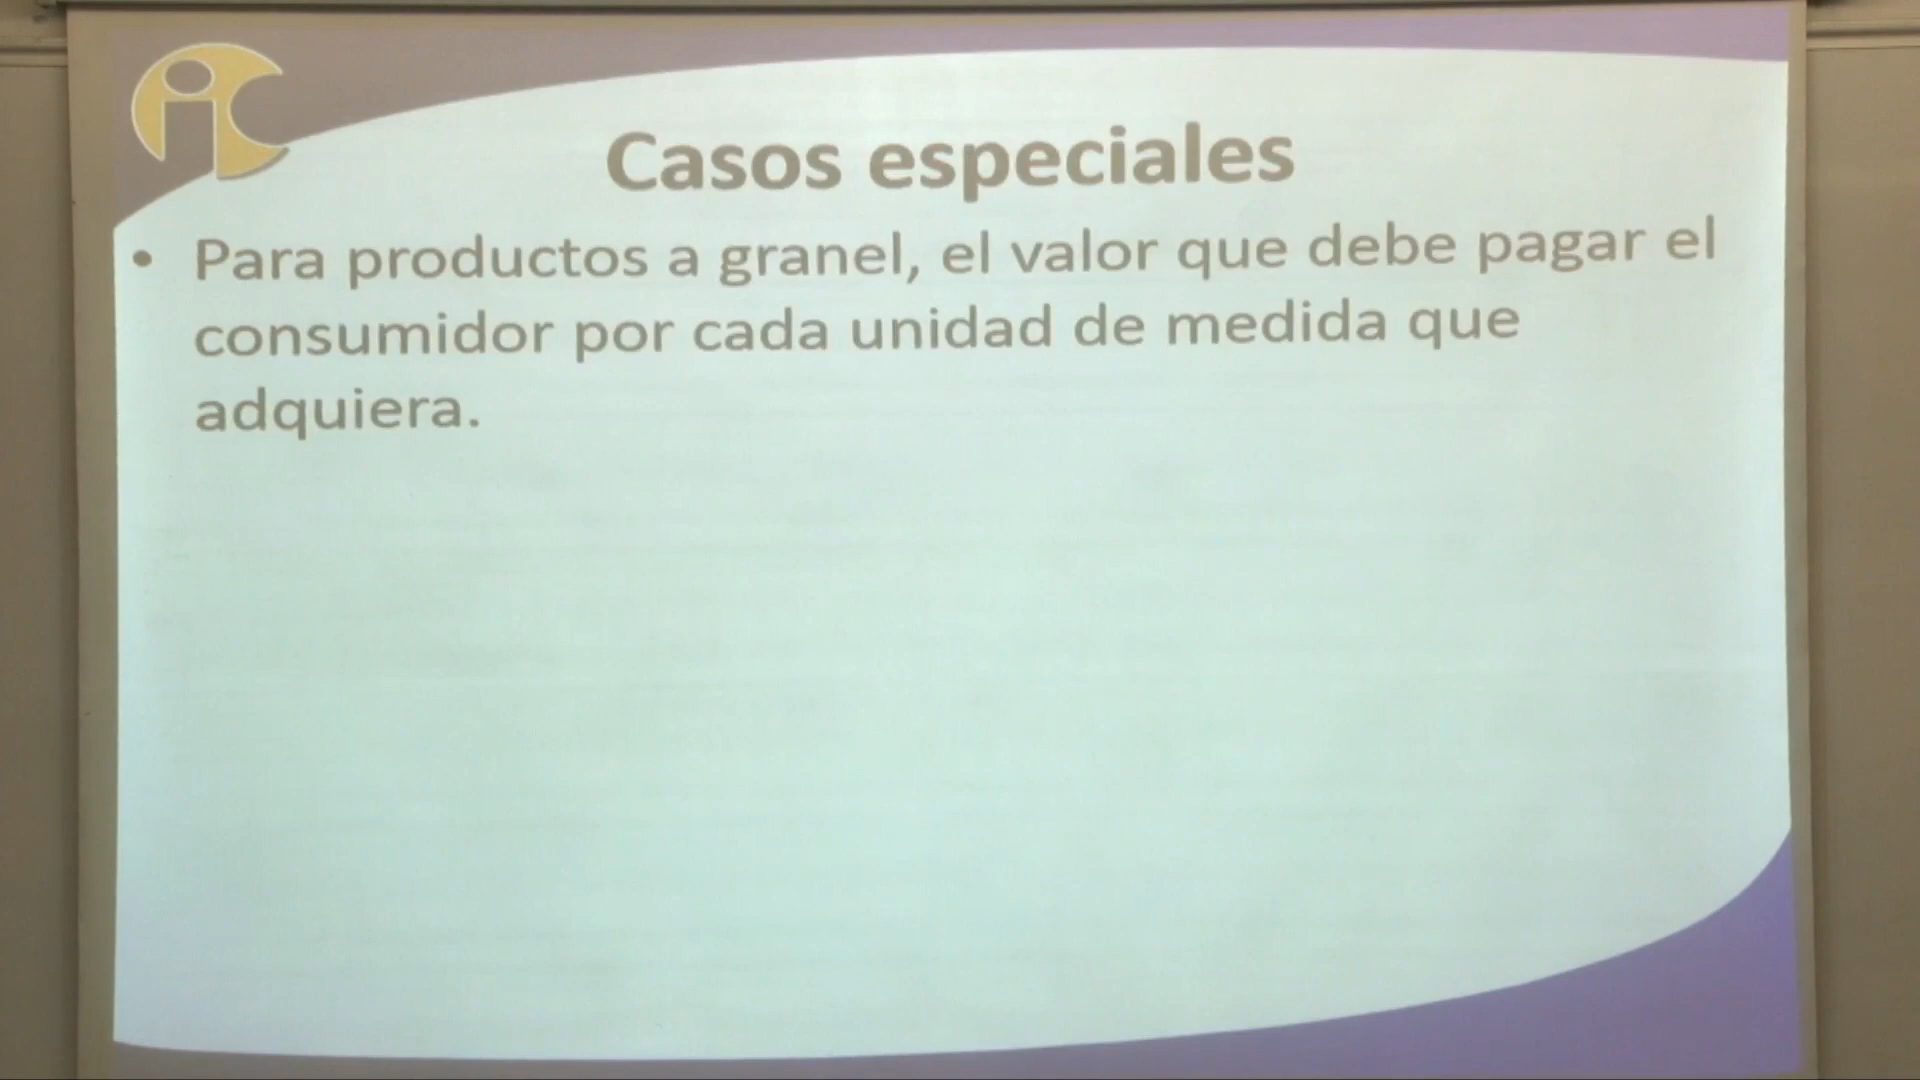 Casos especiales
• Para productos a granel, el valor que debe pagar el
consumidor por cada unidad de medida que
adquiera.